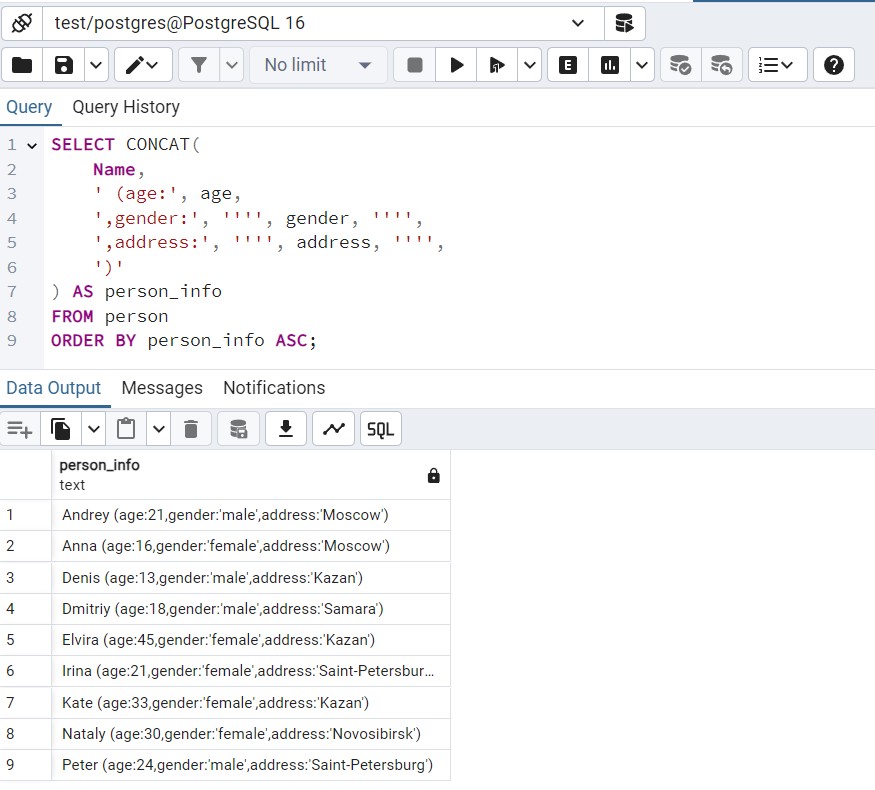 test/postgres@PostgreSQL 16
No limit
E
Query Query History
1 SELECT CONCAT(
2 Name,
3 ' (age:', age,
4 ',gender:', '''', gender, '''',
5 ',address:', '''', address, '''',
6 ')'
7 ) AS person_info
8 FROM person
9 ORDER BY person_info ASC;
Data Output Messages Notifications
SQL
person_info
text
1 Andrey (age:21,gender:'male',address:'Moscow')
2 Anna (age:16,gender:'female',address:'Moscow')
3 Denis (age:13,gender:'male',address:'Kazan')
4 Dmitriy (age:18,gender:'male',address:'Samara')
5 Elvira (age:45,gender:'female',address:'Kazan')
6 Irina (age:21,gender:'female',address:'Saint-Petersbur...
7 Kate (age:33,gender:'female',address:'Kazan')
8 Nataly (age:30,gender:'female',address:'Novosibirsk')
9 Peter (age:24,gender:'male',address:'Saint-Petersburg')